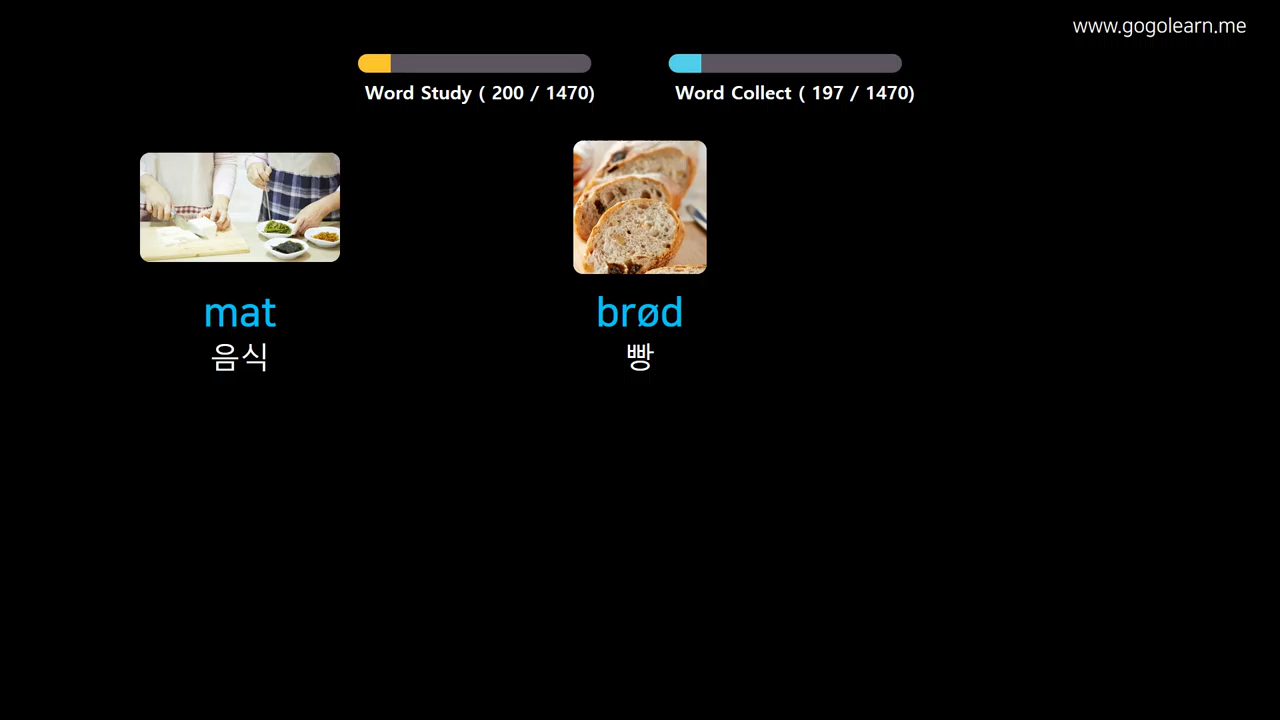 www.gogolearn.me
Word Study ( 200 / 1470)
Word Collect ( 197 / 1470)
mat
음식
brød
빵